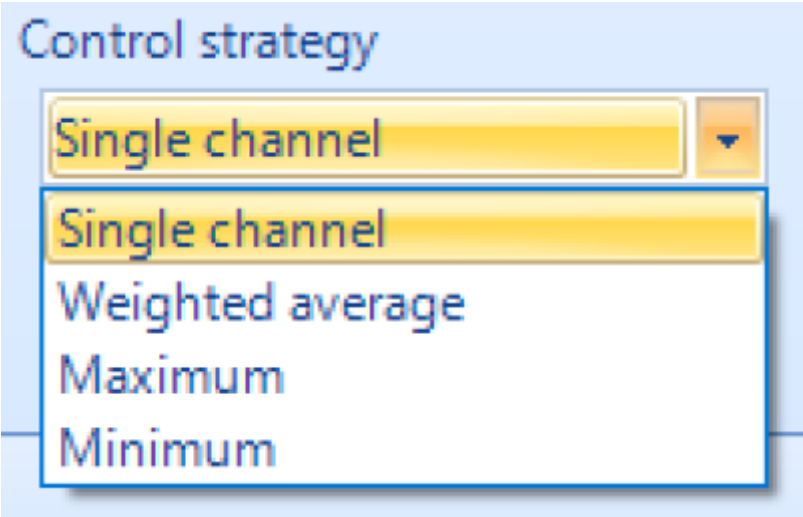 Control strategy
Single channel
Single channel
Weighted average
Maximum
Minimum